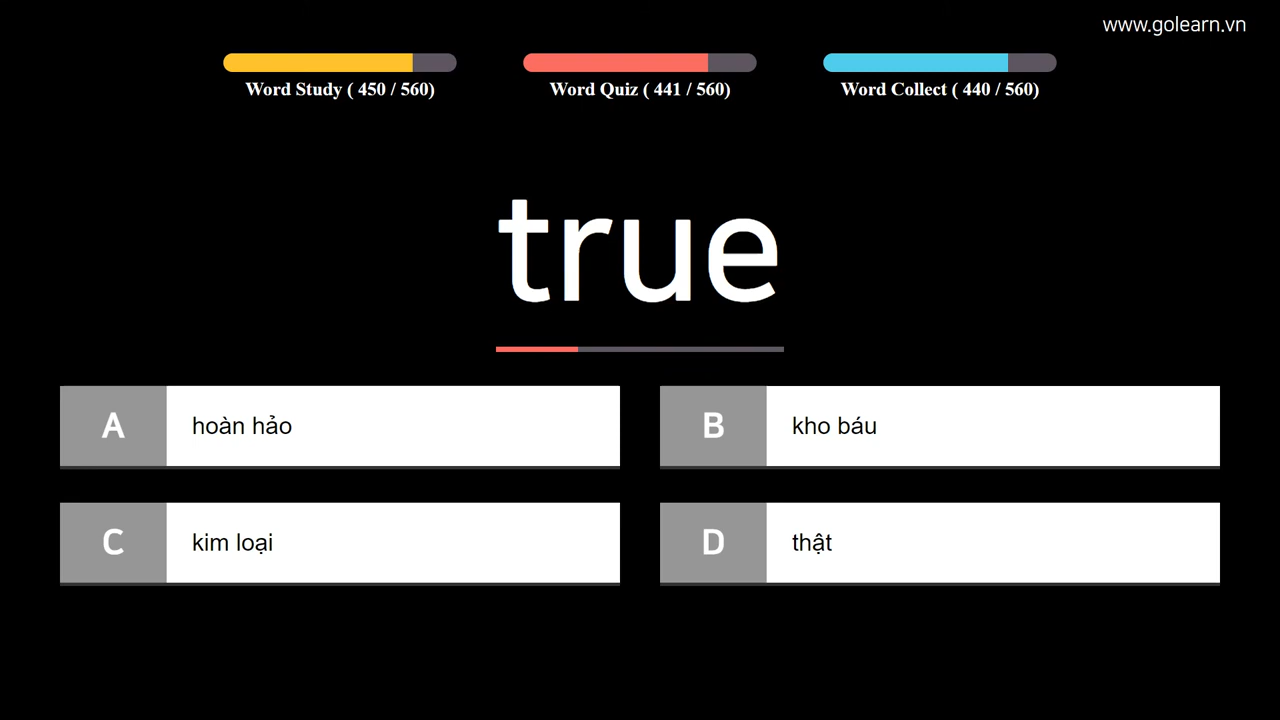 www.golearn.vn
Word Study ( 450 / 560)
Word Quiz ( 441 / 560)
Word Collect ( 440 / 560)
true
A hoàn hảo
B kho báu
C kim loại
D thật